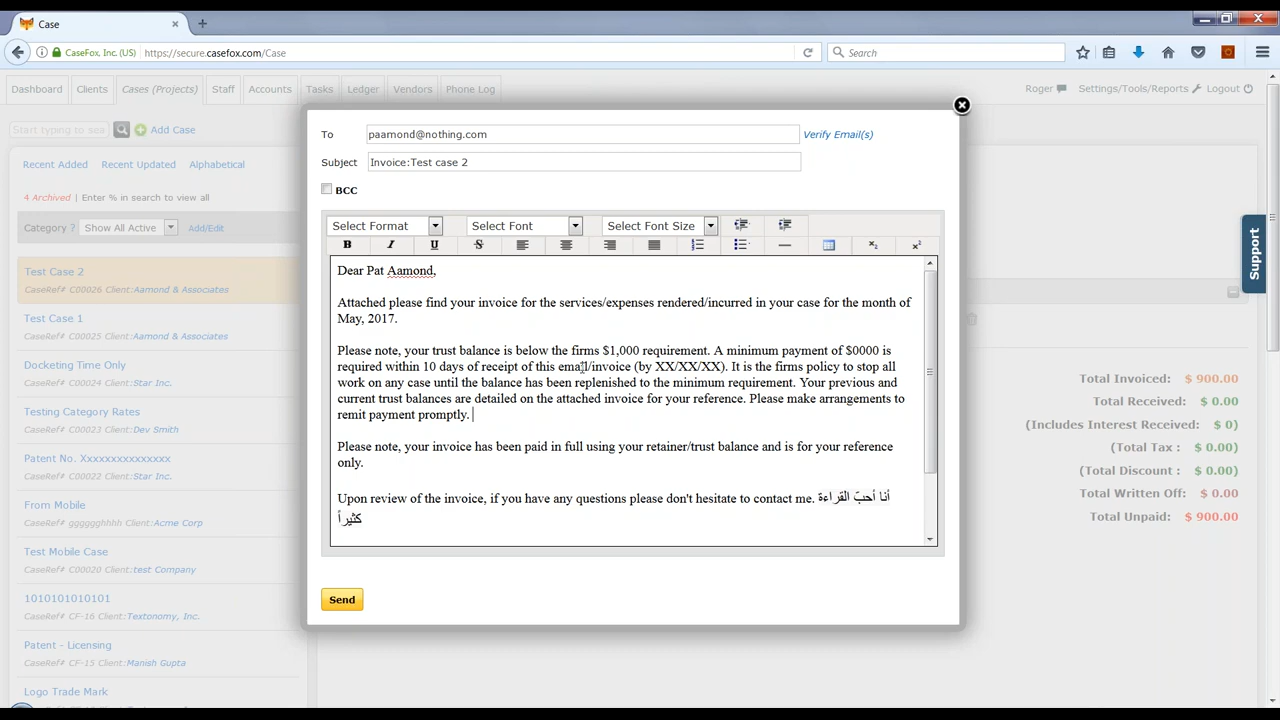 Case
CaseFox, Inc. (US)
https://secure.casefox.com/Case
Search
Dashboard
Clients
Cases (Projects)
Staff
Accounts
Tasks
Ledger
Vendors
Phone Log
Roger
Settings/Tools/Reports
Logout
Start typing to sea
Add Case
Recent Added
Recent Updated
Alphabetical
4 Archived | Enter % in search to view all
Category ?
Show All Active
Add/Edit
Test Case 2
CaseRef# C00026 Client:Aamond & Associates
Test Case 1
CaseRef# C00025 Client:Aamond & Associates
Docketing Time Only
CaseRef# C00024 Client:Star Inc.
Testing Category Rates
CaseRef# C00023 Client:Dev Smith
Patent No. Xxxxxxxxxxxxxx
CaseRef# C00022 Client:Star Inc.
From Mobile
CaseRef# gggggghhhh Client:Acme Corp
Test Mobile Case
CaseRef# C00020 Client:test Company
1010101010101
CaseRef# CF-16 Client:Textonomy, Inc.
Patent - Licensing
CaseRef# CF-15 Client:Manish Gupta
Logo Trade Mark
To
paamond@nothing.com
Verify Email(s)
Subject
Invoice:Test case 2
BCC
Select Format
Select Font
Select Font Size
B
I
U
S
x₂
x²
Dear Pat Aamond,
Attached please find your invoice for the services/expenses rendered/incurred in your case for the month of
May, 2017.
Please note, your trust balance is below the firms $1,000 requirement. A minimum payment of $0000 is
required within 10 days of receipt of this email/invoice (by XX/XX/XX). It is the firms policy to stop all
work on any case until the balance has been replenished to the minimum requirement. Your previous and
current trust balances are detailed on the attached invoice for your reference. Please make arrangements to
remit payment promptly.
Please note, your invoice has been paid in full using your retainer/trust balance and is for your reference
only.
Upon review of the invoice, if you have any questions please don't hesitate to contact me. أنا أحبّ القراءة
كثيراً
Send
Total Invoiced: $ 900.00
Total Received: $ 0.00
(Includes Interest Received: $ 0)
(Total Tax : $ 0.00)
(Total Discount : $ 0.00)
Total Written Off: $ 0.00
Total Unpaid: $ 900.00
Support